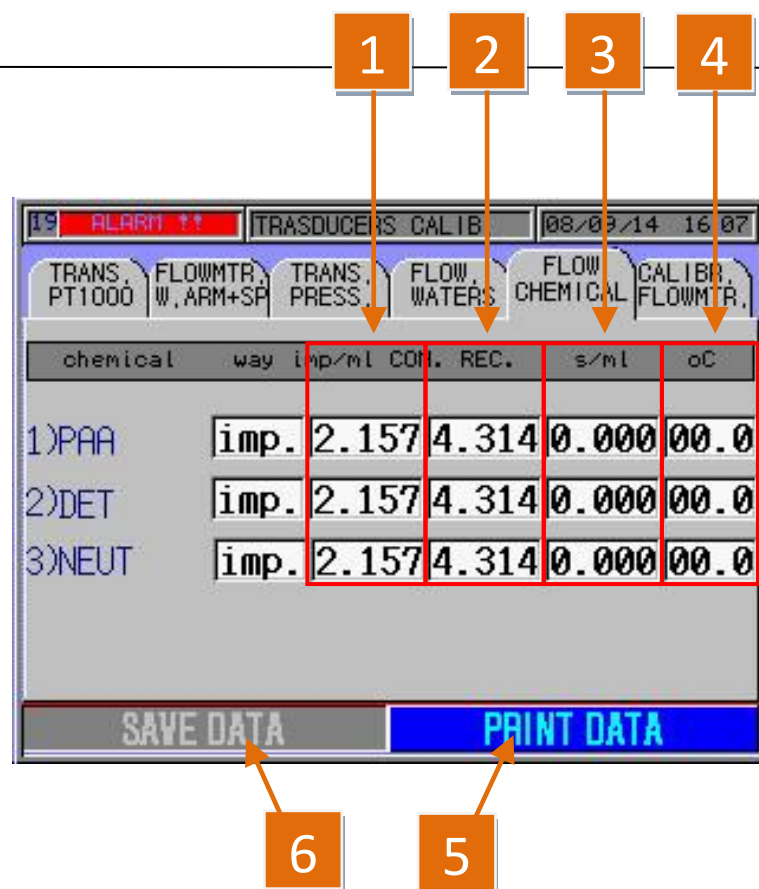 1 2 3 4
19 ALARM !! TRASDUCERS CALIB. 08/09/14 16:07
TRANS. FLOWMTR. TRANS. FLOW. FLOW CALIBR.
PT1000 W.ARM+SP PRESS. WATERS CHEMICAL FLOWMTR.
chemical way imp/ml CON. REC. s/ml oC
1)PAA imp. 2.157 4.314 0.000 00.0
2)DET imp. 2.157 4.314 0.000 00.0
3)NEUT imp. 2.157 4.314 0.000 00.0
SAVE DATA PRINT DATA
6 5